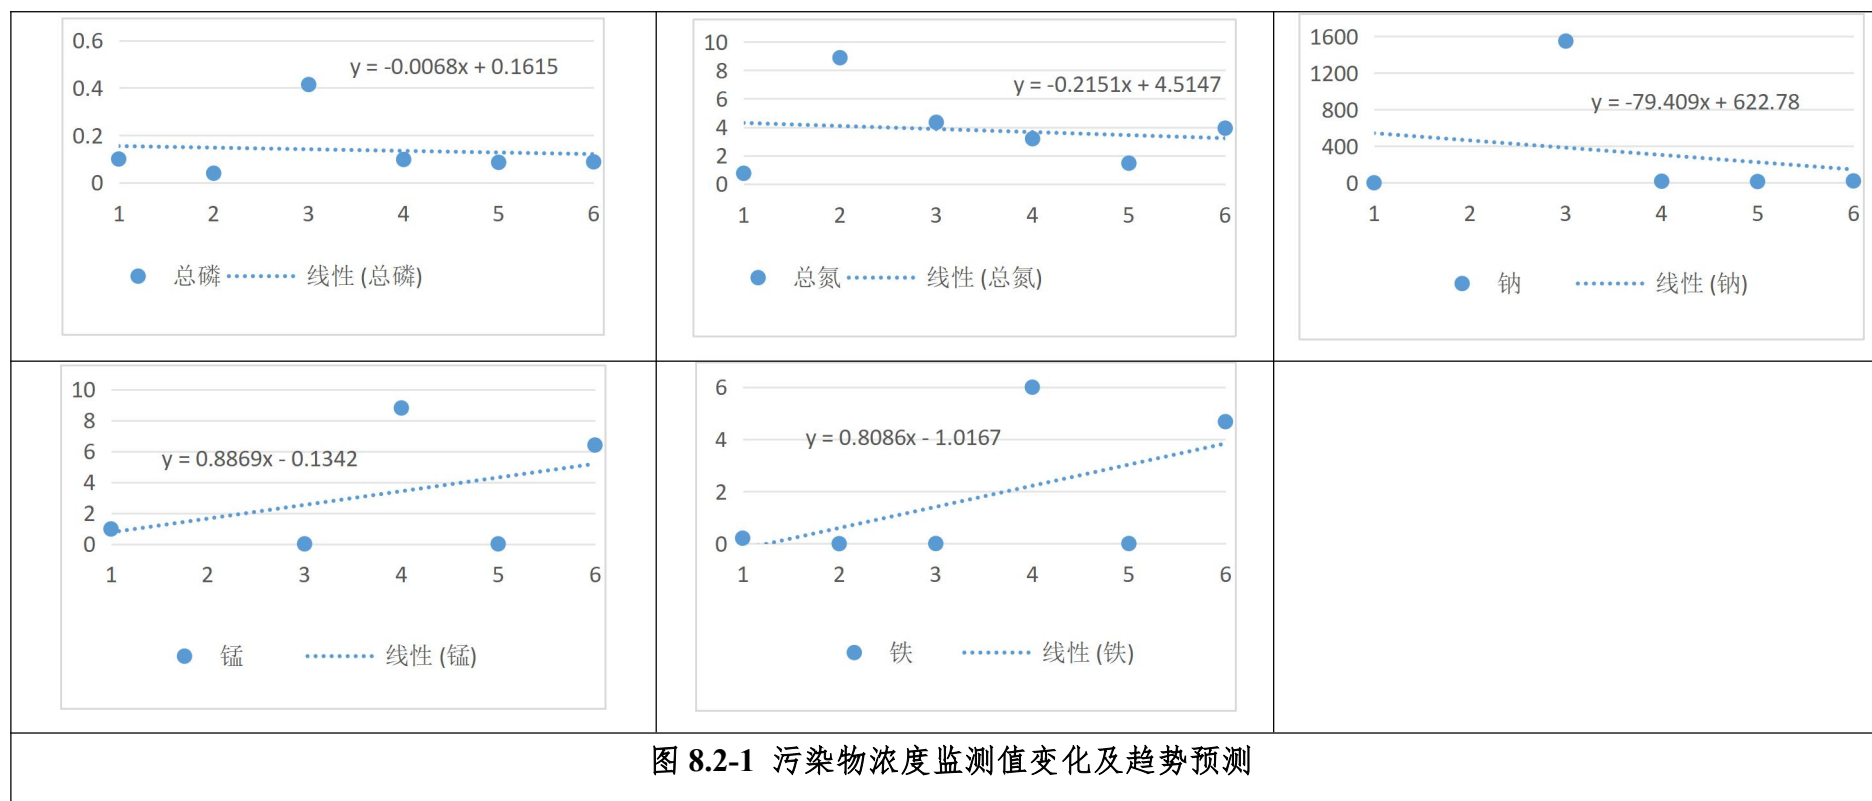 0.6
0.4
0.2
0
y = -0.0068x + 0.1615
1 2 3 4 5 6
总磷 线性 (总磷)
10
8
6
4
2
0
y = -0.2151x + 4.5147
1 2 3 4 5 6
总氮 线性 (总氮)
1600
1200
800
400
0
y = -79.409x + 622.78
1 2 3 4 5 6
钠 线性 (钠)
10
8
6
4
2
0
y = 0.8869x - 0.1342
1 2 3 4 5 6
锰 线性 (锰)
6
4
2
0
y = 0.8086x - 1.0167
1 2 3 4 5 6
铁 线性 (铁)
图 8.2-1 污染物浓度监测值变化及趋势预测